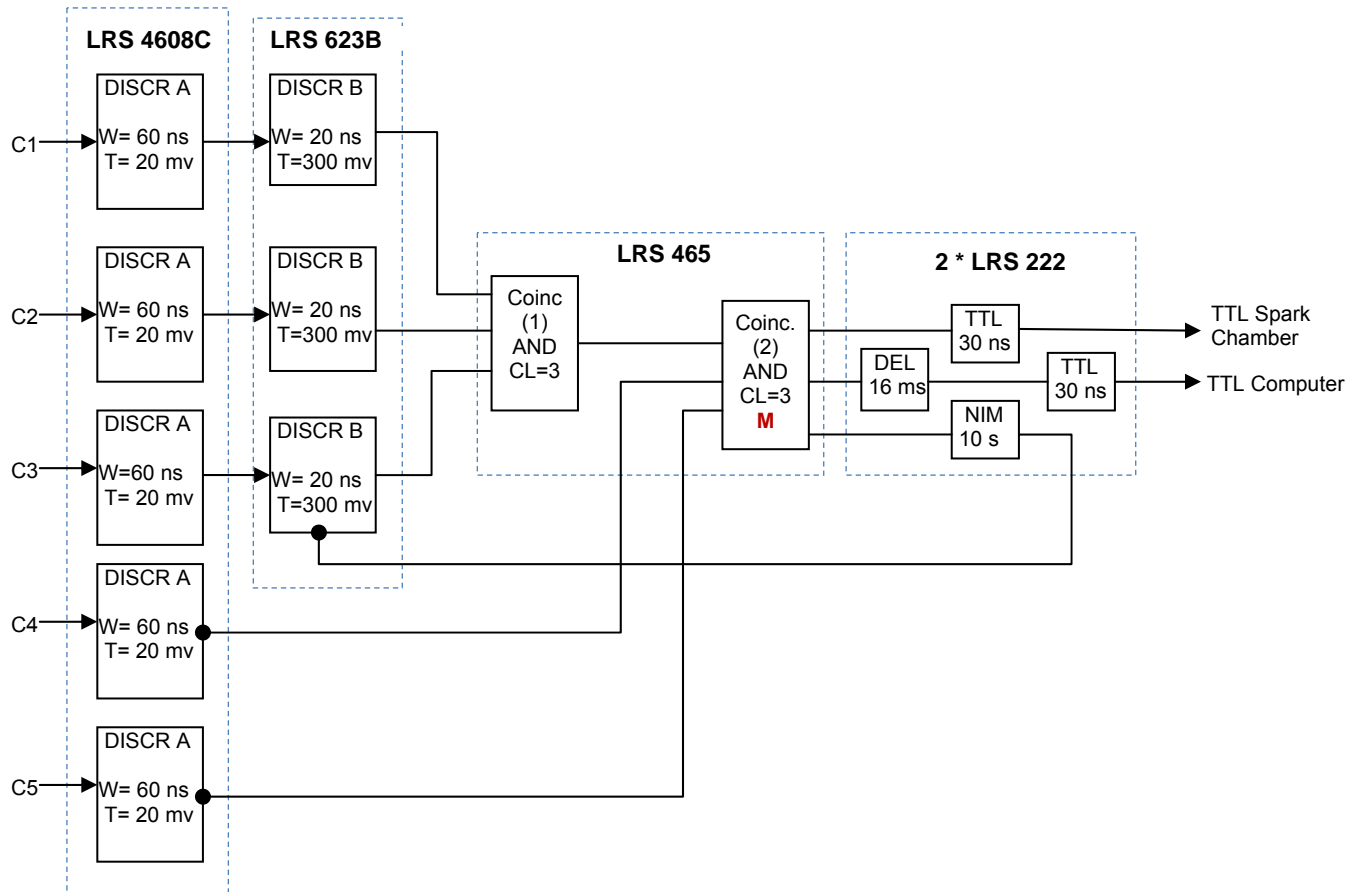 LRS 4608C
LRS 623B
C1
DISCR A
W= 60 ns
T= 20 mv
DISCR B
W= 20 ns
T=300 mv
C2
DISCR A
W= 60 ns
T= 20 mv
DISCR B
W= 20 ns
T=300 mv
C3
DISCR A
W=60 ns
T= 20 mv
DISCR B
W= 20 ns
T=300 mv
C4
DISCR A
W= 60 ns
T= 20 mv
C5
DISCR A
W= 60 ns
T= 20 mv
LRS 465
Coinc
(1)
AND
CL=3
Coinc.
(2)
AND
CL=3
M
2 * LRS 222
TTL
30 ns
DEL
16 ms
TTL
30 ns
NIM
10 s
TTL Spark
Chamber
TTL Computer